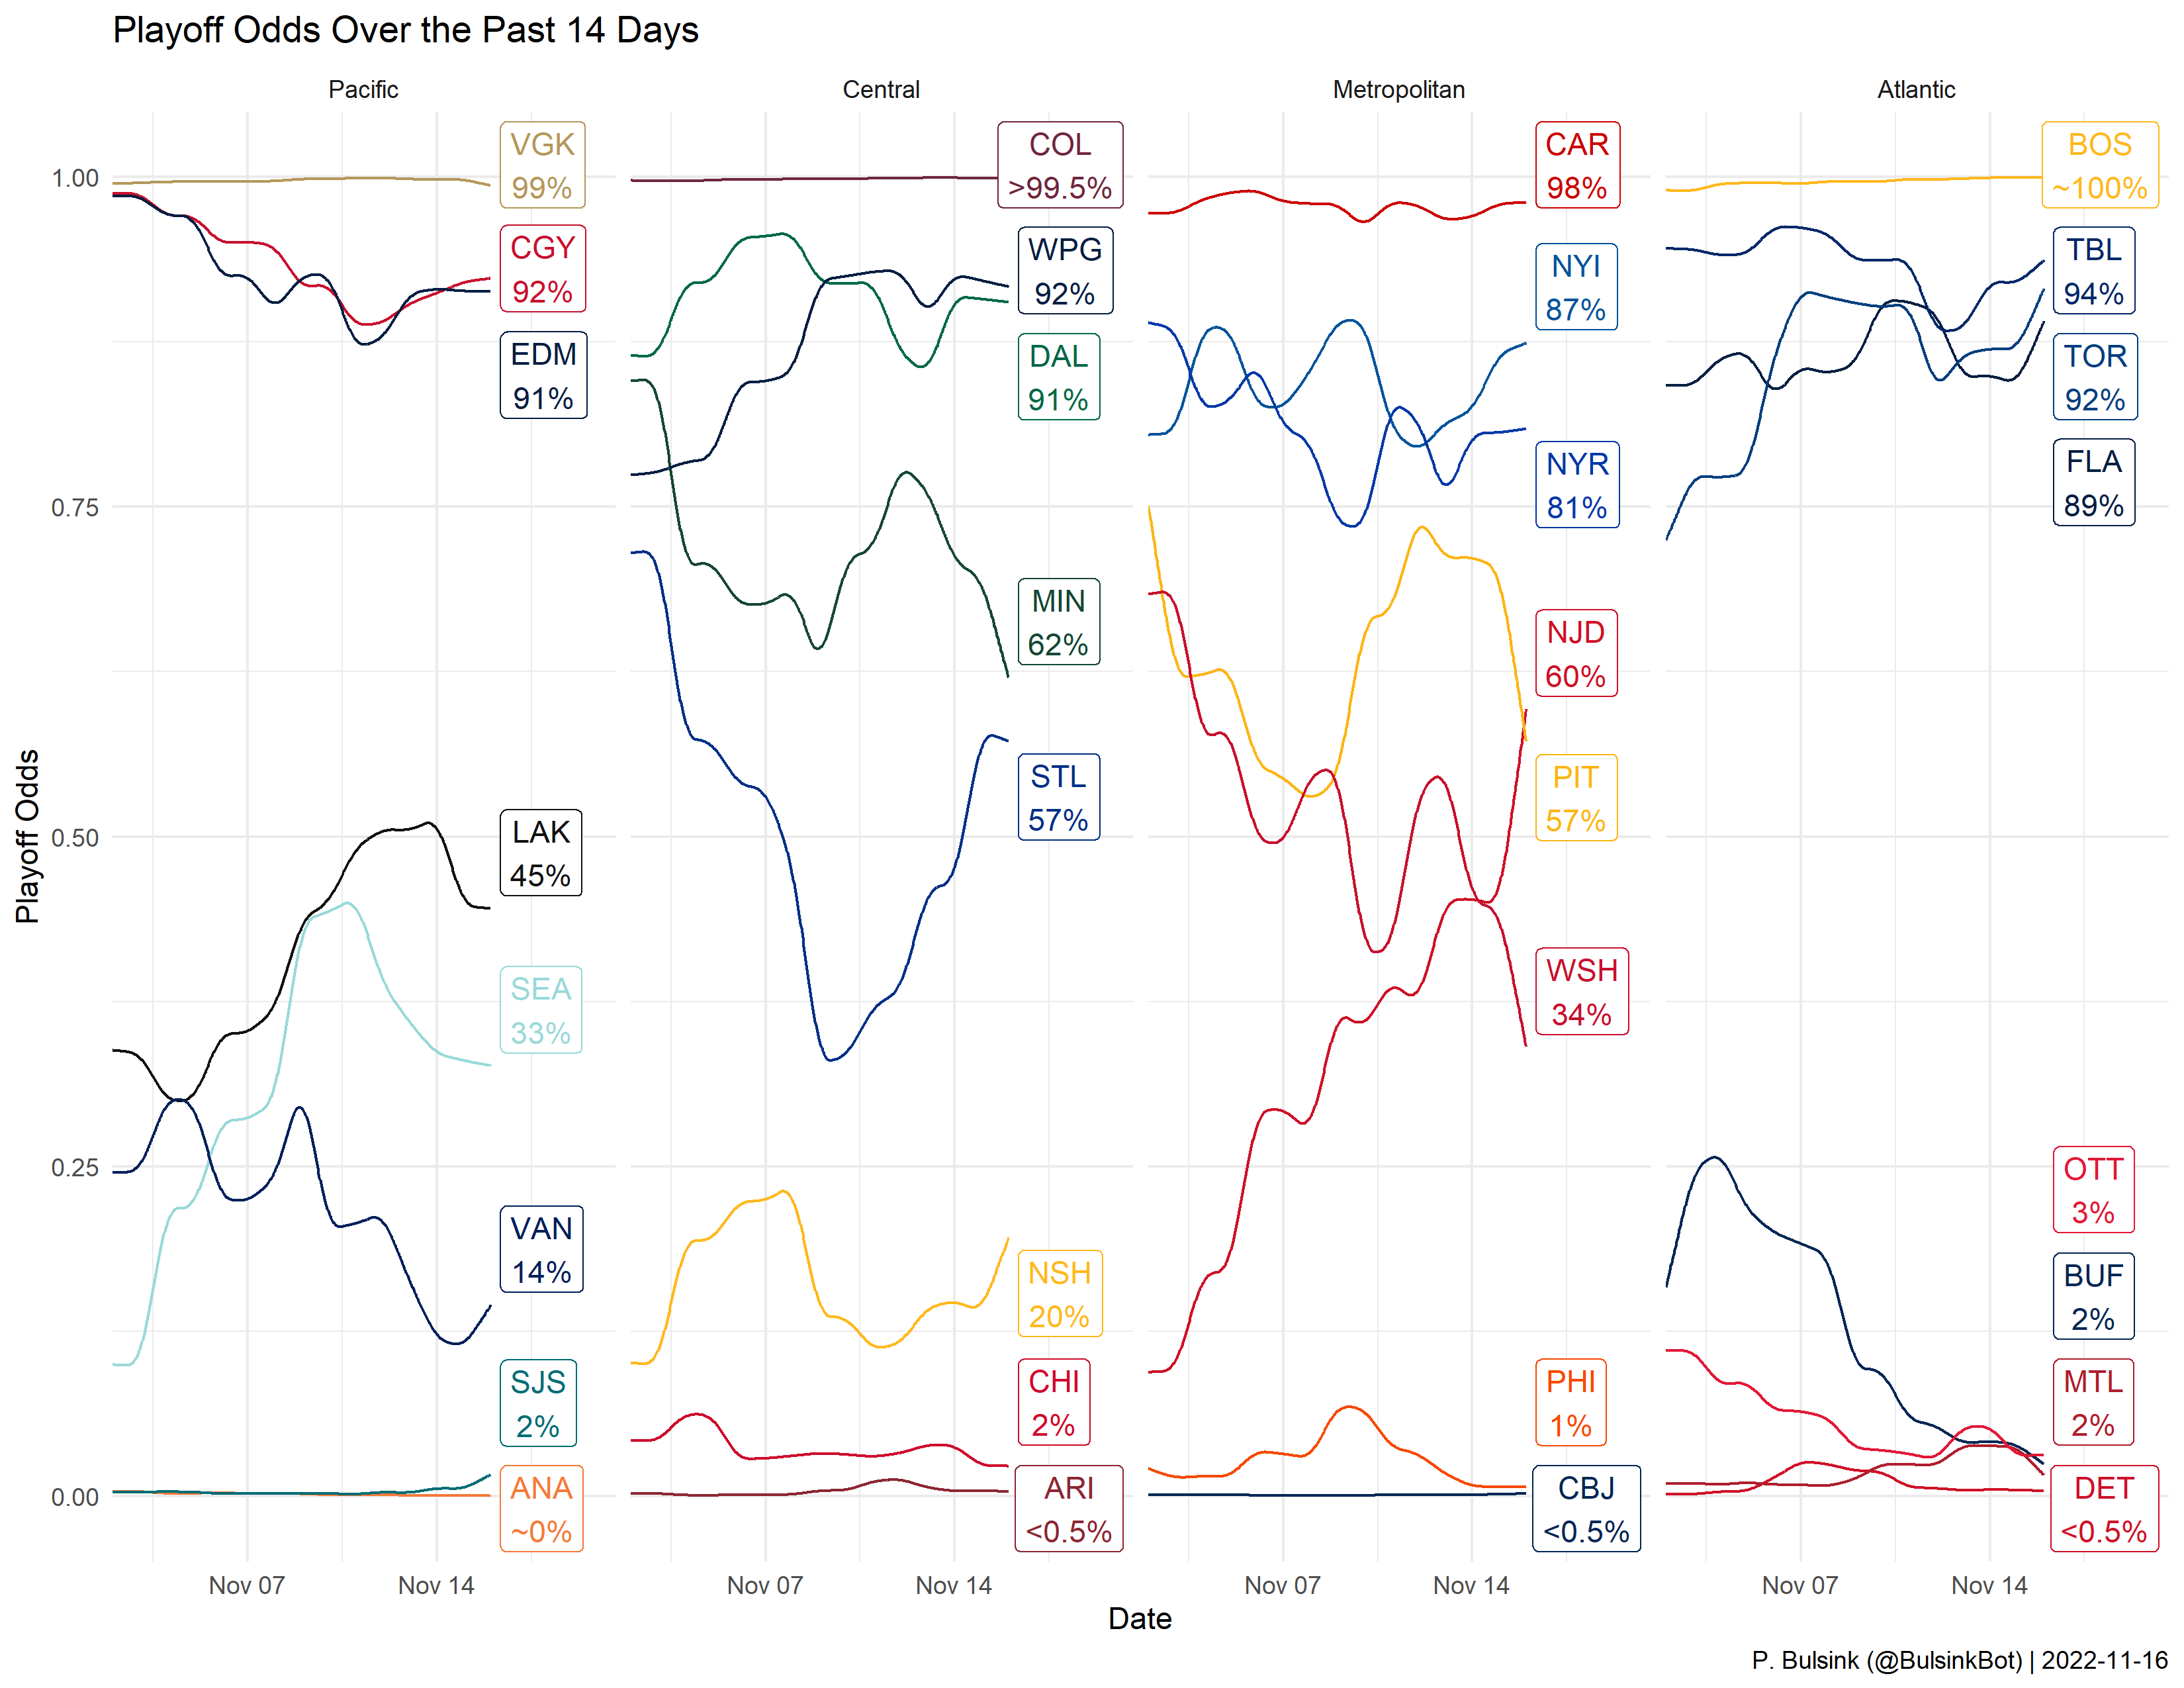 Playoff Odds Over the Past 14 Days
Pacific
Central
Metropolitan
Atlantic
Playoff Odds
1.00
0.75
0.50
0.25
0.00
VGK
99%
CGY
92%
EDM
91%
LAK
45%
SEA
33%
VAN
14%
SJS
2%
ANA
~0%
COL
>99.5%
WPG
92%
DAL
91%
MIN
62%
STL
57%
NSH
20%
CHI
2%
ARI
<0.5%
CAR
98%
NYI
87%
NYR
81%
NJD
60%
PIT
57%
WSH
34%
PHI
1%
CBJ
<0.5%
BOS
~100%
TBL
94%
TOR
92%
FLA
89%
OTT
3%
BUF
2%
MTL
2%
DET
<0.5%
Nov 07
Nov 14
Nov 07
Nov 14
Nov 07
Nov 14
Nov 07
Nov 14
Date
P. Bulsink (@BulsinkBot) | 2022-11-16